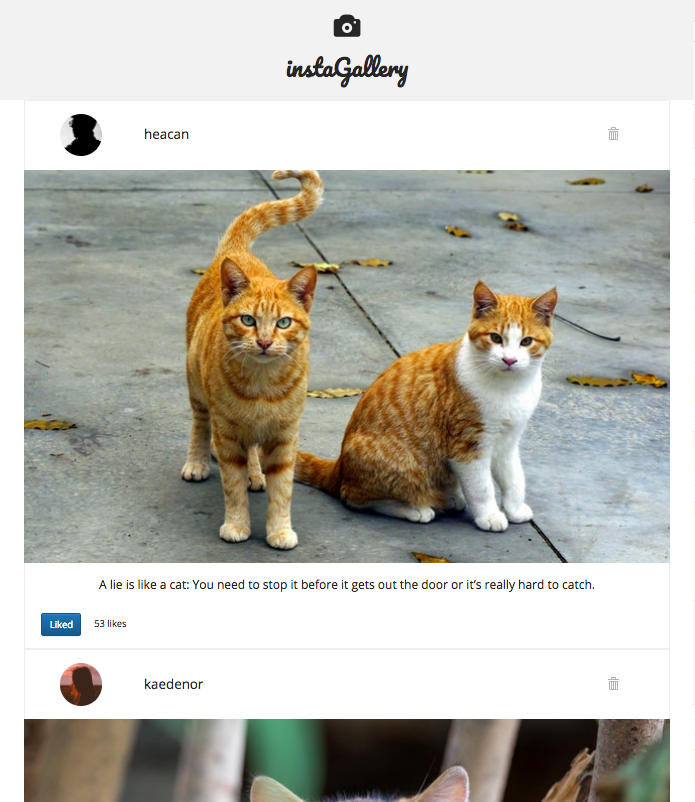 instaGallery
heacan
A lie is like a cat: You need to stop it before it gets out the door or it’s really hard to catch.
Liked
53 likes
kaedenor